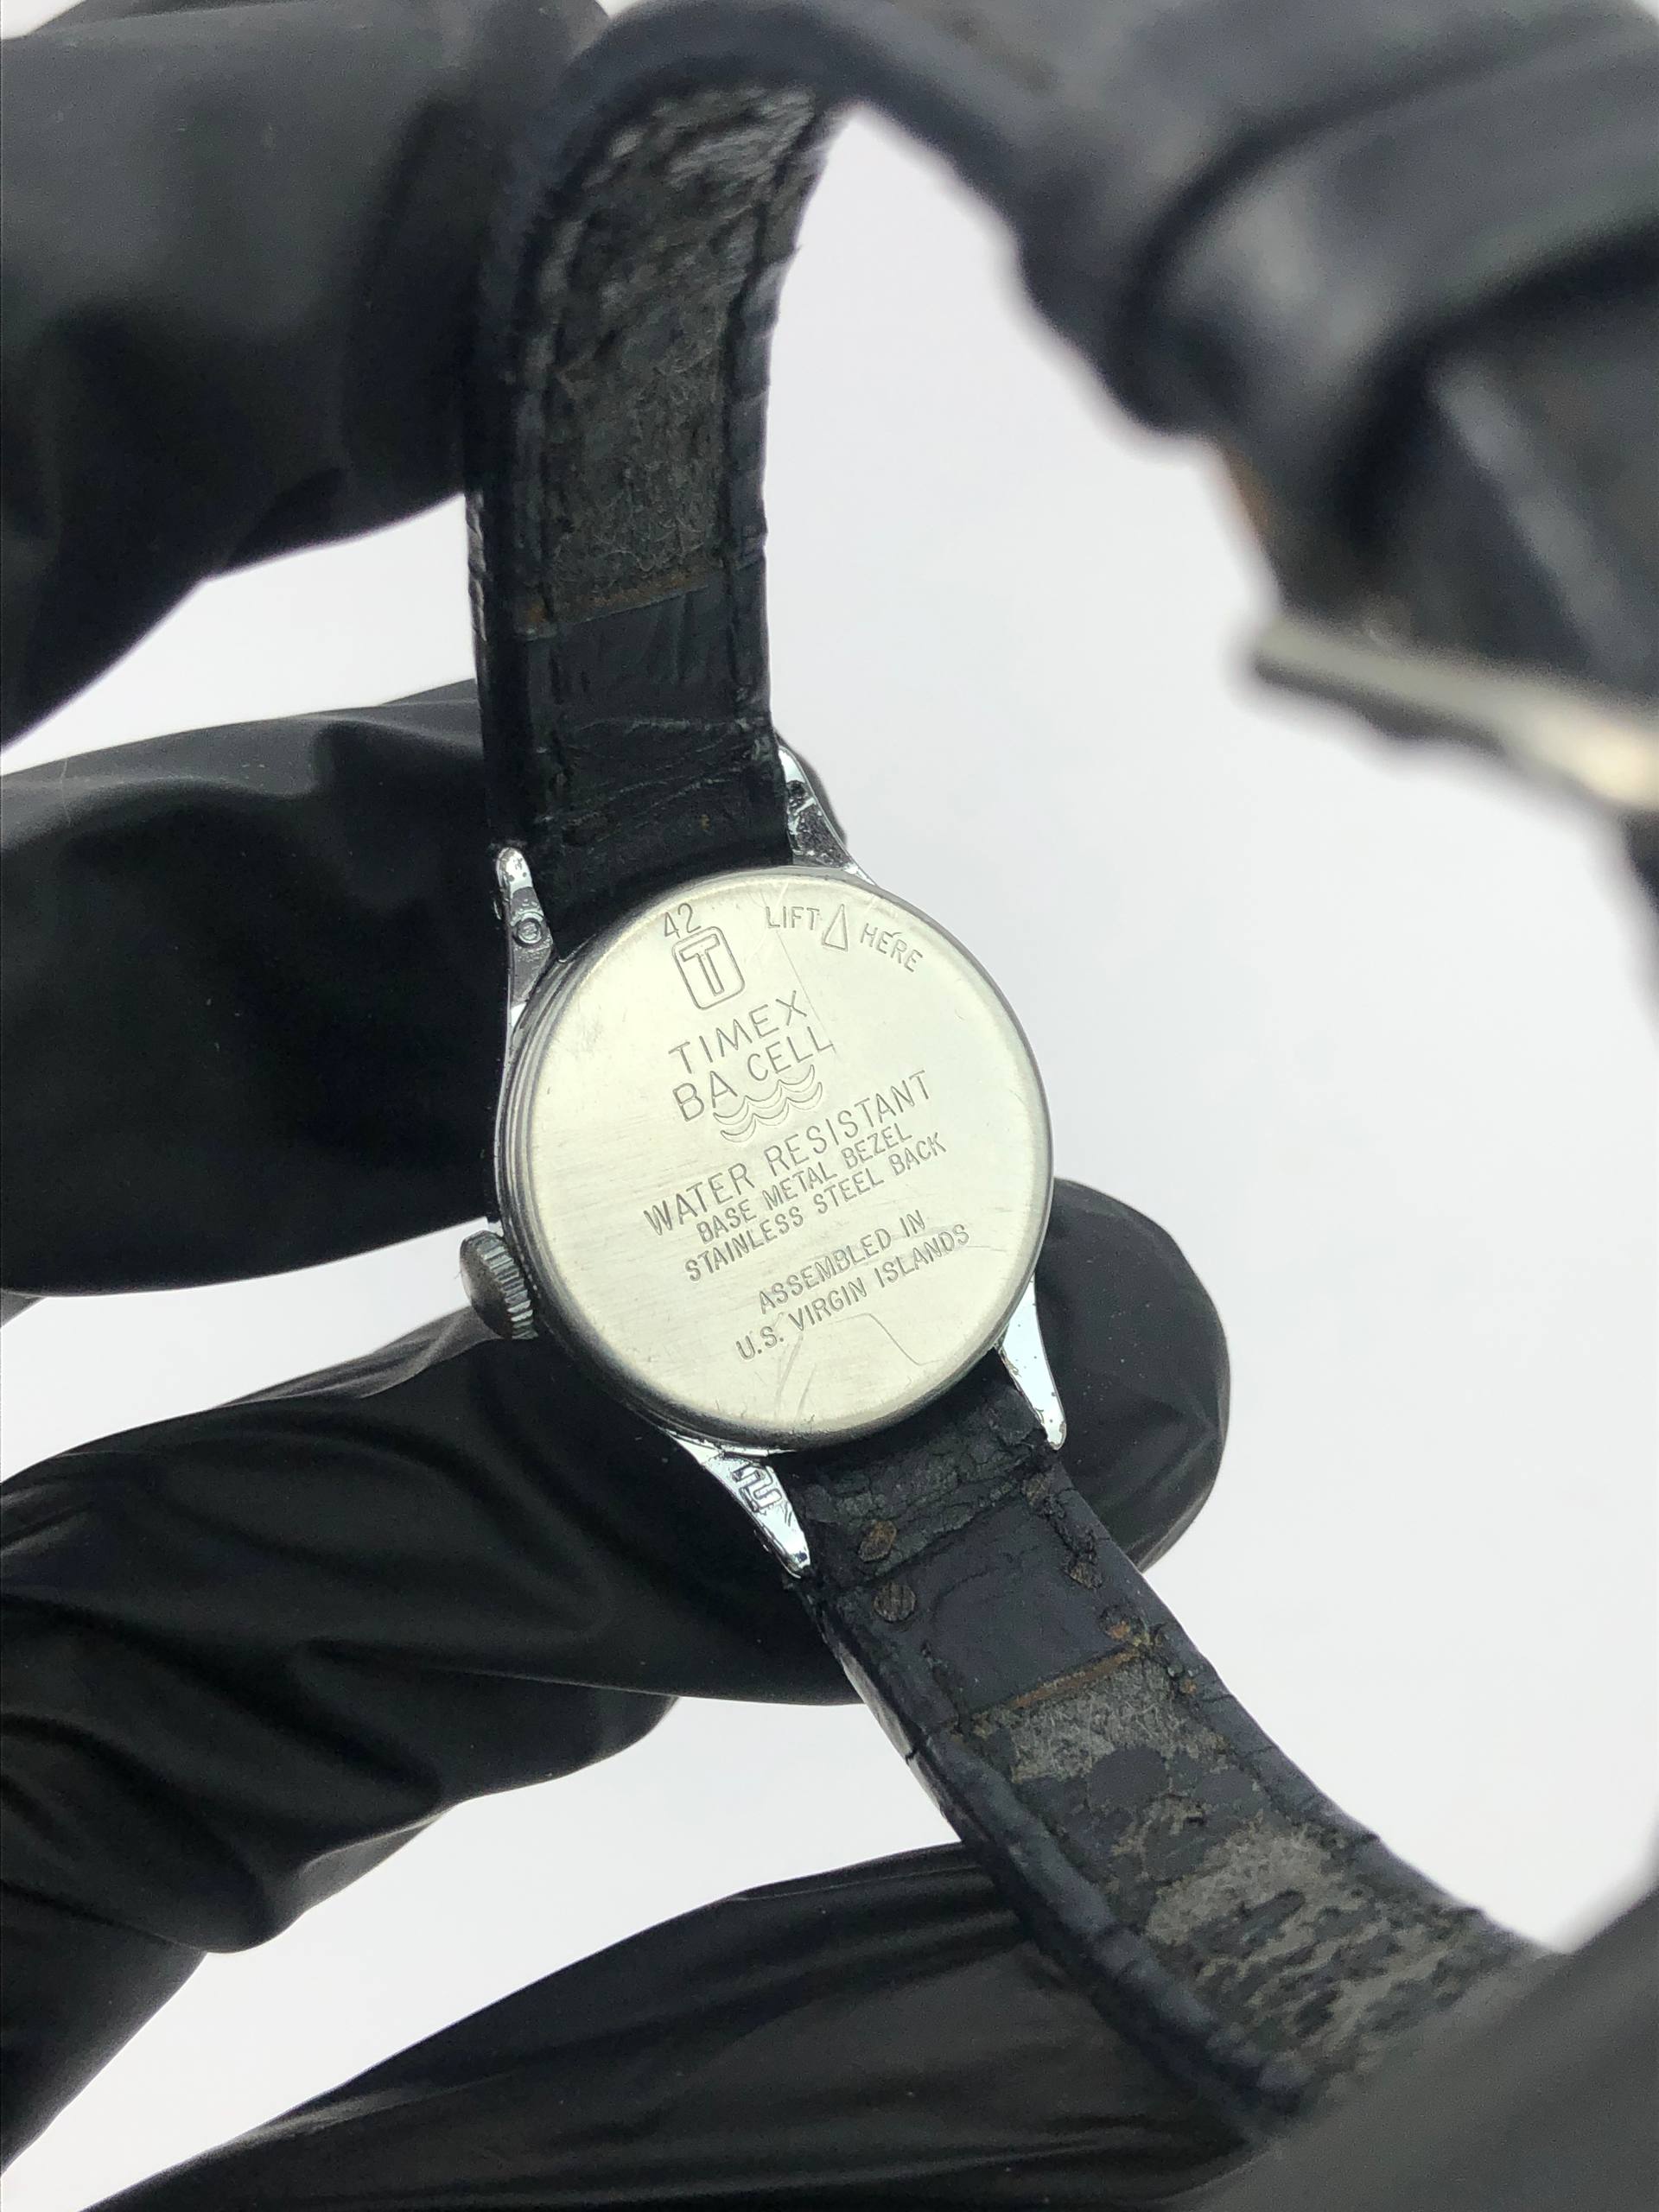 42
T
LIFT HERE
TIMEX
BA CELL
WATER RESISTANT
BASE METAL BEZEL
STAINLESS STEEL BACK
ASSEMBLED IN
U.S. VIRGIN ISLANDS